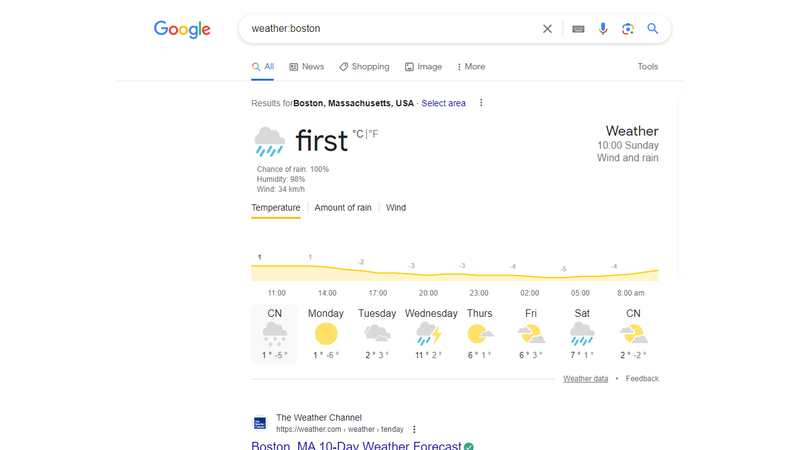 Google
weather:boston
All News Shopping Image More Tools
Results forBoston, Massachusetts, USA · Select area
first °C | °F
Chance of rain: 100%
Humidity: 98%
Wind: 34 km/h
Weather
10:00 Sunday
Wind and rain
Temperature Amount of rain Wind
1 1 -2 -3 -3 -4 -5 -4
11:00 14:00 17:00 20:00 23:00 02:00 05:00 8:00 am
CN Monday Tuesday Wednesday Thurs Fri Sat CN
1 ° -5 ° 1 ° -6 ° 2 ° 3 ° 11 ° 2 ° 6 ° 1 ° 6 ° 3 ° 7 ° 1 ° 2 ° -2 °
Weather data • Feedback
The Weather Channel
https://weather.com › weather › tenday
Boston, MA 10-Day Weather Forecast